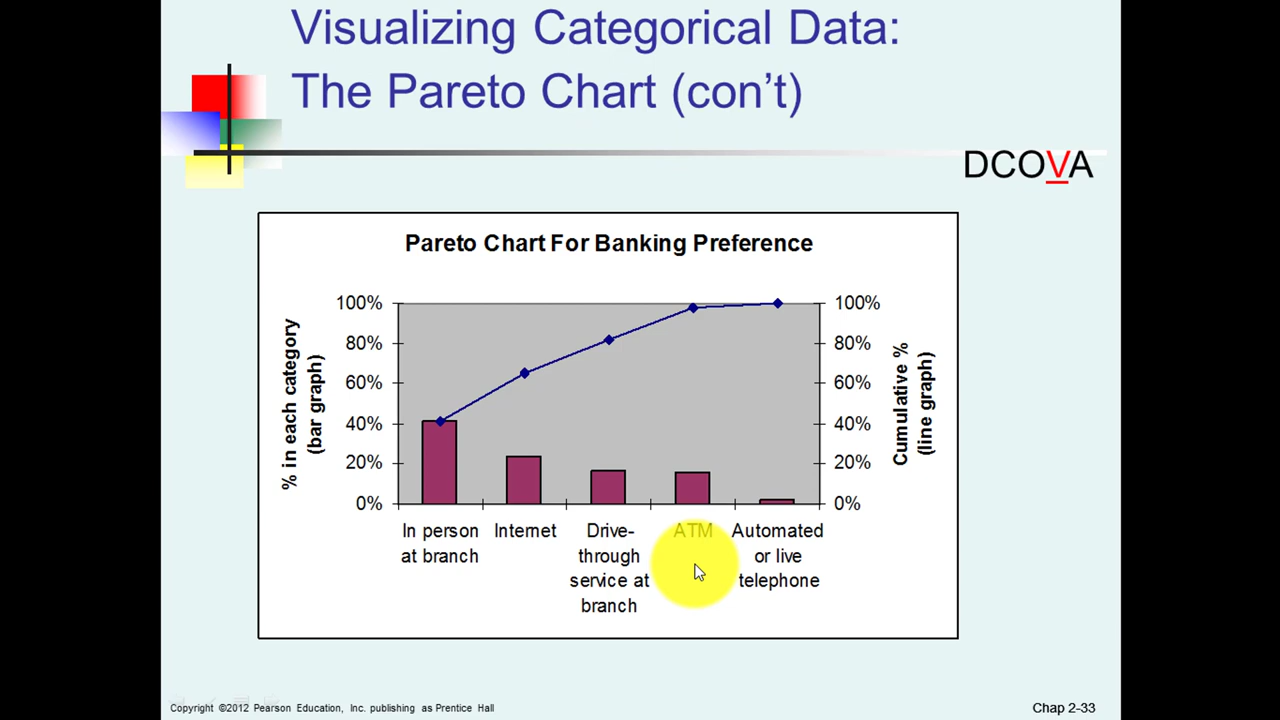 Visualizing Categorical Data:
The Pareto Chart (con’t)
DCOVA
Pareto Chart For Banking Preference
% in each category
(bar graph)
100%
80%
60%
40%
20%
0%
100%
80%
60%
40%
20%
0%
Cumulative %
(line graph)
In person
at branch
Internet
Drive-
through
service at
branch
ATM
Automated
or live
telephone
Copyright ©2012 Pearson Education, Inc. publishing as Prentice Hall
Chap 2-33